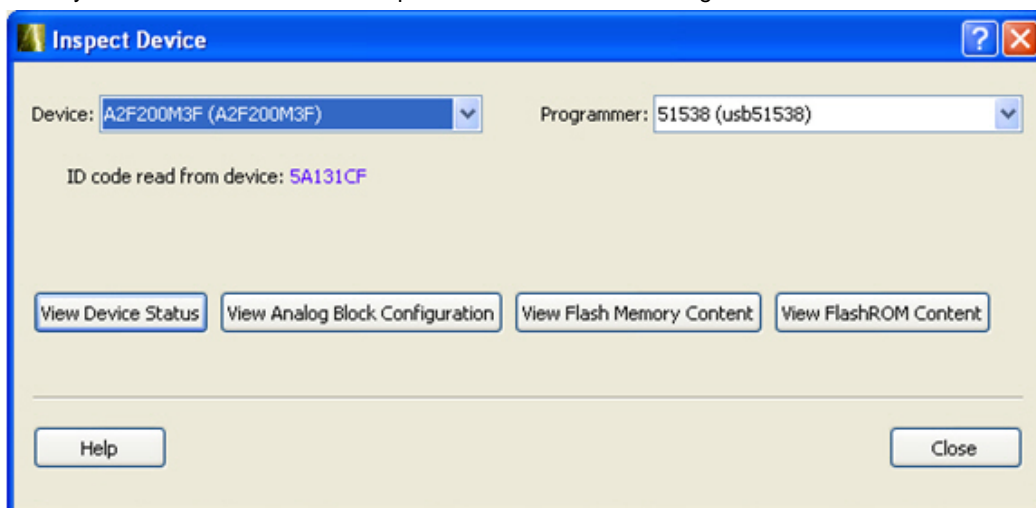 Inspect Device
Device: A2F200M3F (A2F200M3F) Programmer: 51538 (usb51538)
ID code read from device: 5A131CF
View Device Status View Analog Block Configuration View Flash Memory Content View FlashROM Content
Help Close